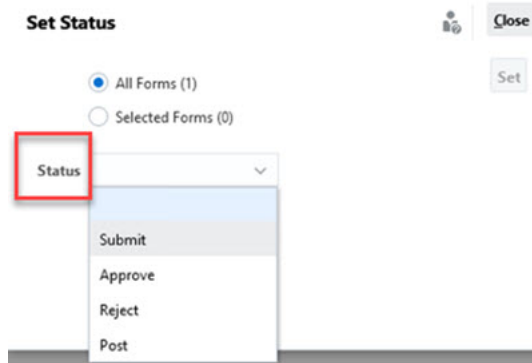 Set Status
Close
All Forms (1)
Set
Selected Forms (0)
Status
Submit
Approve
Reject
Post